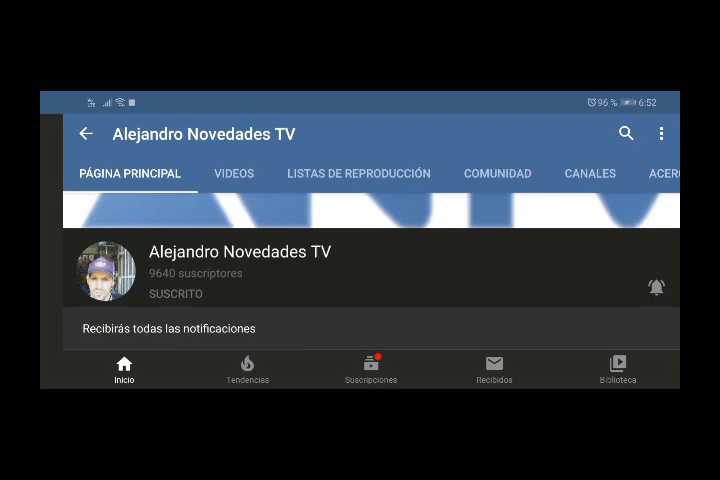 96 % 6:52
Alejandro Novedades TV
PÁGINA PRINCIPAL VIDEOS LISTAS DE REPRODUCCIÓN COMUNIDAD CANALES ACER
Alejandro Novedades TV
9640 suscriptores
SUSCRITO
Recibirás todas las notificaciones
Inicio Tendencias Suscripciones Recibidos Biblioteca